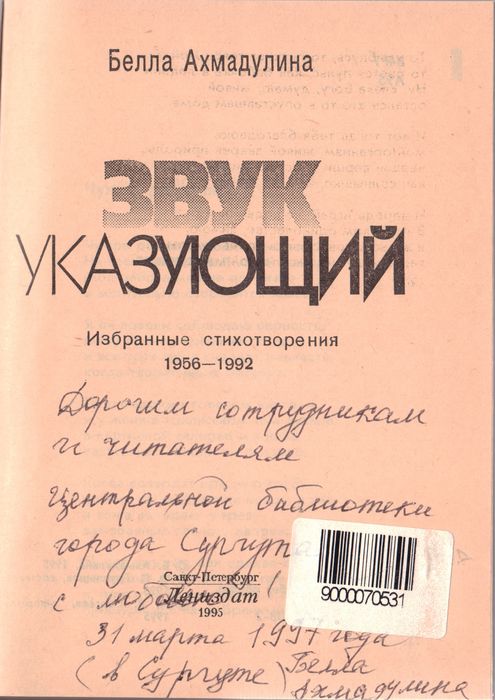 Белла Ахмадулина
ЗВУК
УКАЗУЮЩИЙ
Избранные стихотворения
1956—1992
Дорогим сотрудникам
и читателям
Центральной библиотеки
города Сургута
Санкт-Петербург
Лениздат
1995
с любовью
31 марта 1997 года
(в Сургуте) Белла
Ахмадулина
9000070531